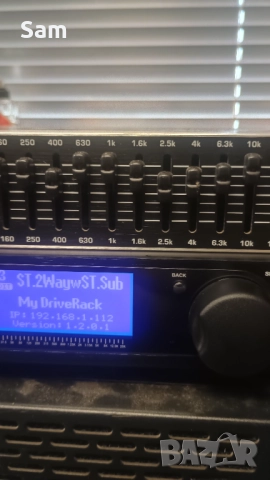 Sam
250 400 630 1k 1.6k 2.5k 4k 6.3k 10k
160 250 400 630 1k 1.6k 2.5k 4k 6.3k 10k
ST.2WaywST.Sub
My DriveRack
IP: 192.168.1.112
Version: 1.2.0.1
BACK
BAZAR